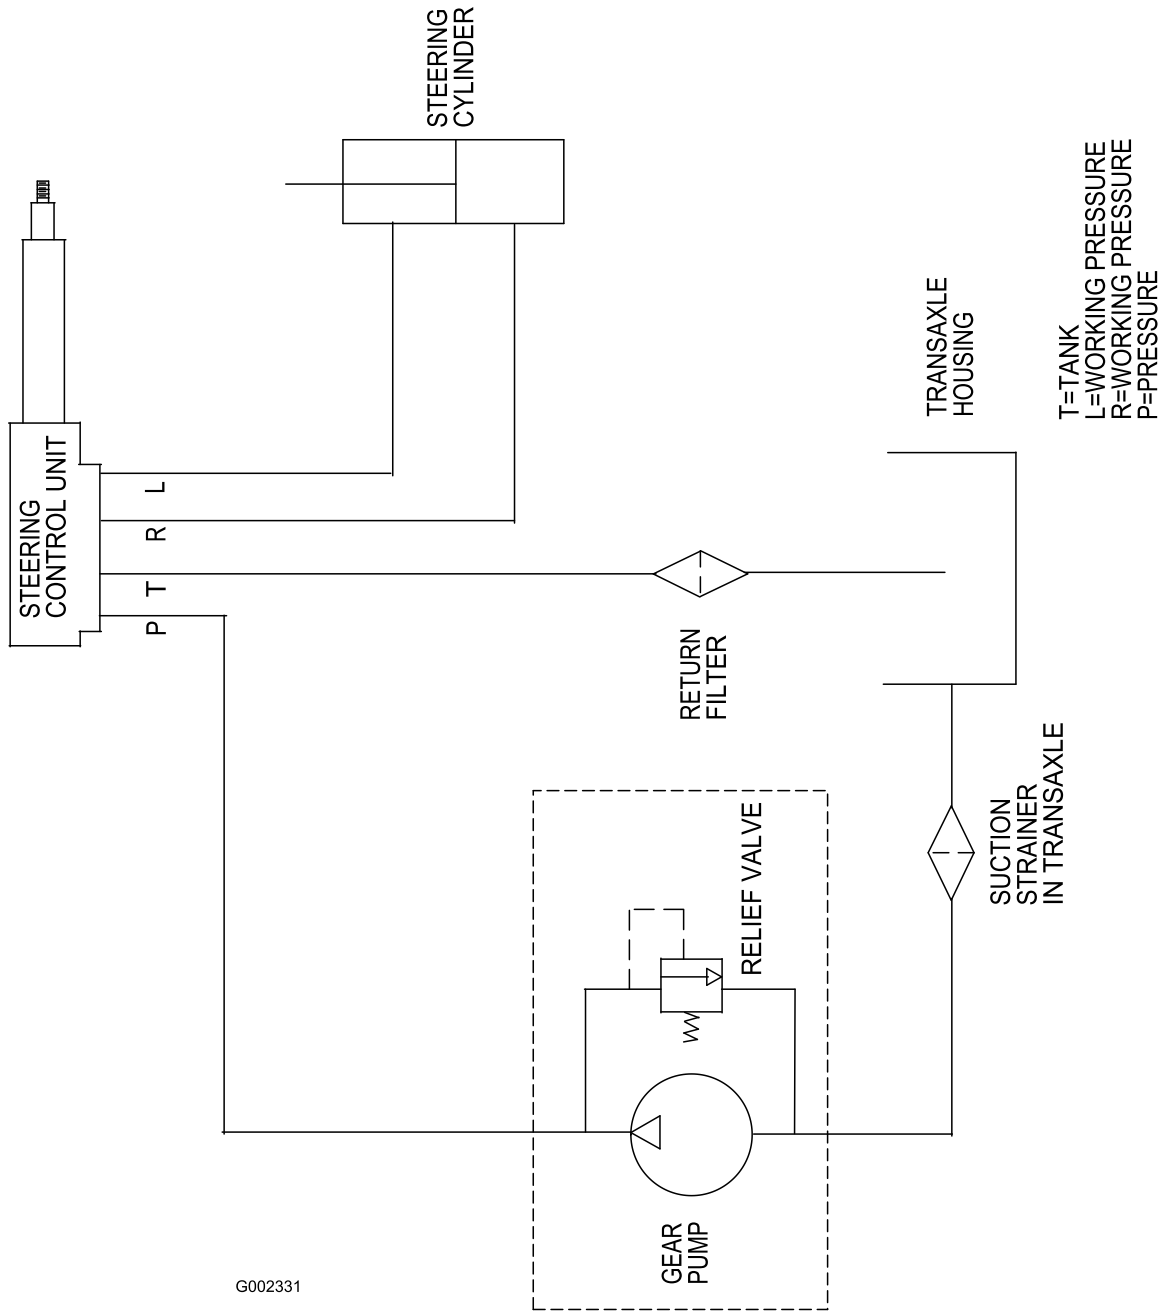 STEERING
CONTROL UNIT
P
T
R
L
STEERING
CYLINDER
RETURN
FILTER
TRANSAXLE
HOUSING
T=TANK
L=WORKING PRESSURE
R=WORKING PRESSURE
P=PRESSURE
GEAR
PUMP
RELIEF VALVE
SUCTION
STRAINER
IN TRANSAXLE
G002331